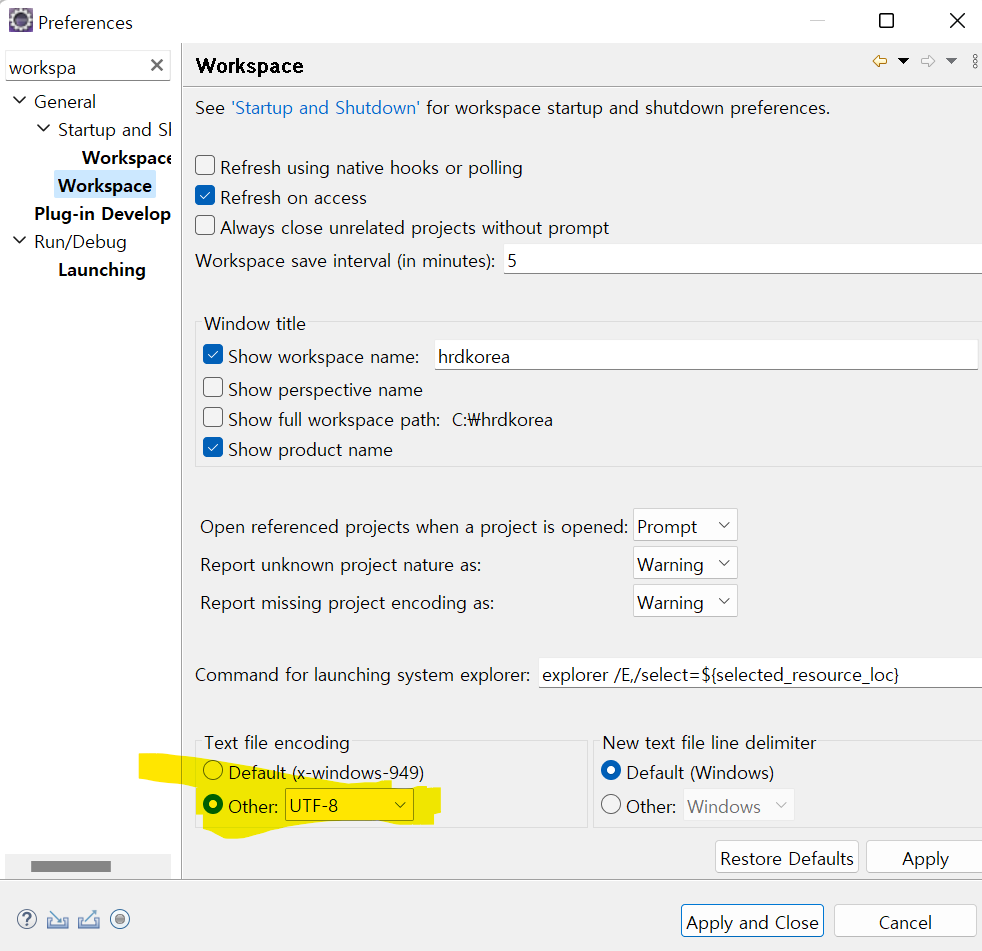 Preferences
workspa
General
Startup and Sl
Workspace
Workspace
Plug-in Develop
Run/Debug
Launching
Workspace
See 'Startup and Shutdown' for workspace startup and shutdown preferences.
Refresh using native hooks or polling
Refresh on access
Always close unrelated projects without prompt
Workspace save interval (in minutes): 5
Window title
Show workspace name: hrdkorea
Show perspective name
Show full workspace path: C:₩hrdkorea
Show product name
Open referenced projects when a project is opened: Prompt
Report unknown project nature as: Warning
Report missing project encoding as: Warning
Command for launching system explorer: explorer /E,/select=${selected_resource_loc}
Text file encoding
Default (x-windows-949)
Other: UTF-8
New text file line delimiter
Default (Windows)
Other: Windows
Restore Defaults Apply
Apply and Close Cancel